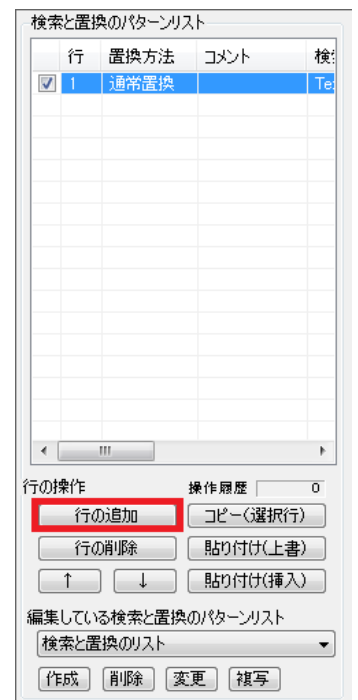 検索と置換のパターンリスト
行 置換方法 コメント 検
1 通常置換 Te
行の操作 操作履歴 0
行の追加 コピー(選択行)
行の削除 貼り付け(上書)
↑ ↓ 貼り付け(挿入)
編集している検索と置換のパターンリスト
検索と置換のリスト
作成 削除 変更 複写